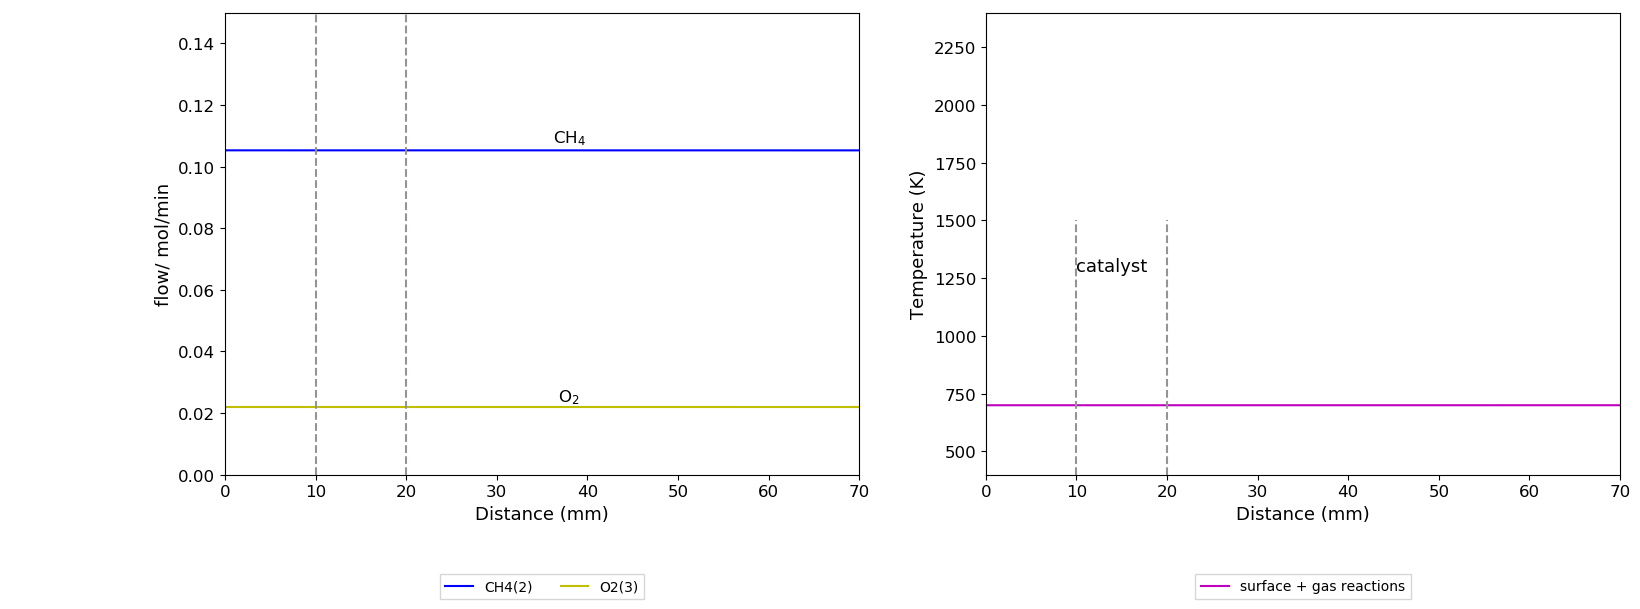 0.14
0.12
0.10
0.08
0.06
0.04
0.02
0.00
flow/ mol/min
CH₄
O₂
0 10 20 30 40 50 60 70
Distance (mm)
CH4(2) O2(3)
2250
2000
1750
1500
1250
1000
750
500
Temperature (K)
catalyst
0 10 20 30 40 50 60 70
Distance (mm)
surface + gas reactions